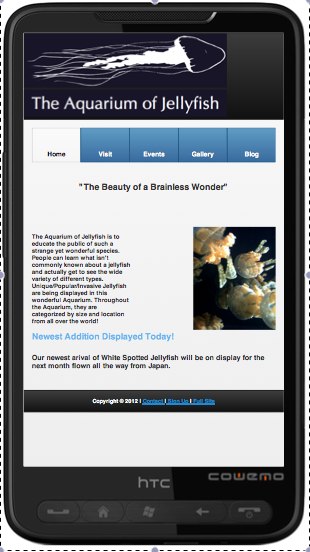 The Aquarium of Jellyfish
Home Visit Events Gallery Blog
"The Beauty of a Brainless Wonder"
The Aquarium of Jellyfish is to
educate the public of such a
strange yet wonderful species.
People can learn what isn't
commonly known about a jellyfish
and actually get to see the wide
variety of different types.
Unique/Popular/Invasive Jellyfish
are being displayed in this
wonderful Aquarium. Throughout
the Aquarium, they are
categorized by size and location
from all over the world!
Newest Addition Displayed Today!
Our newest arival of White Spotted Jellyfish will be on display for the
next month flown all the way from Japan.
Copyright © 2012 | Contact | Sign Up | Full Site
hTC
COWEMO